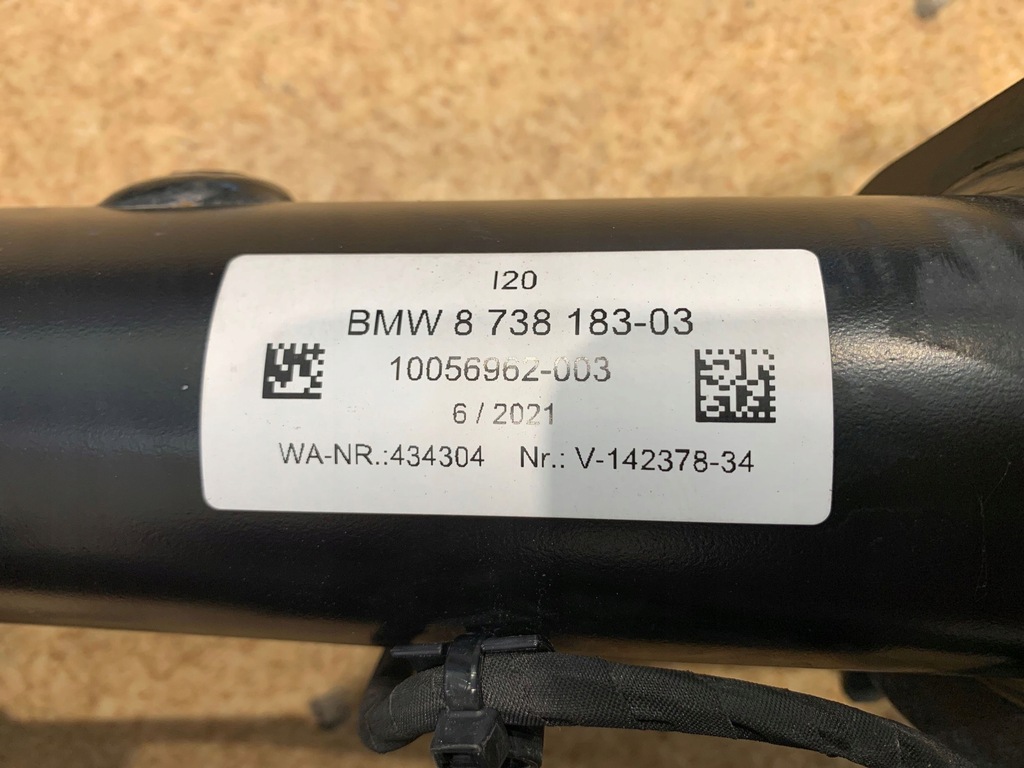 I20
BMW 8 738 183-03
10056962-003
6 / 2021
WA-NR.:434304 Nr.: V-142378-34